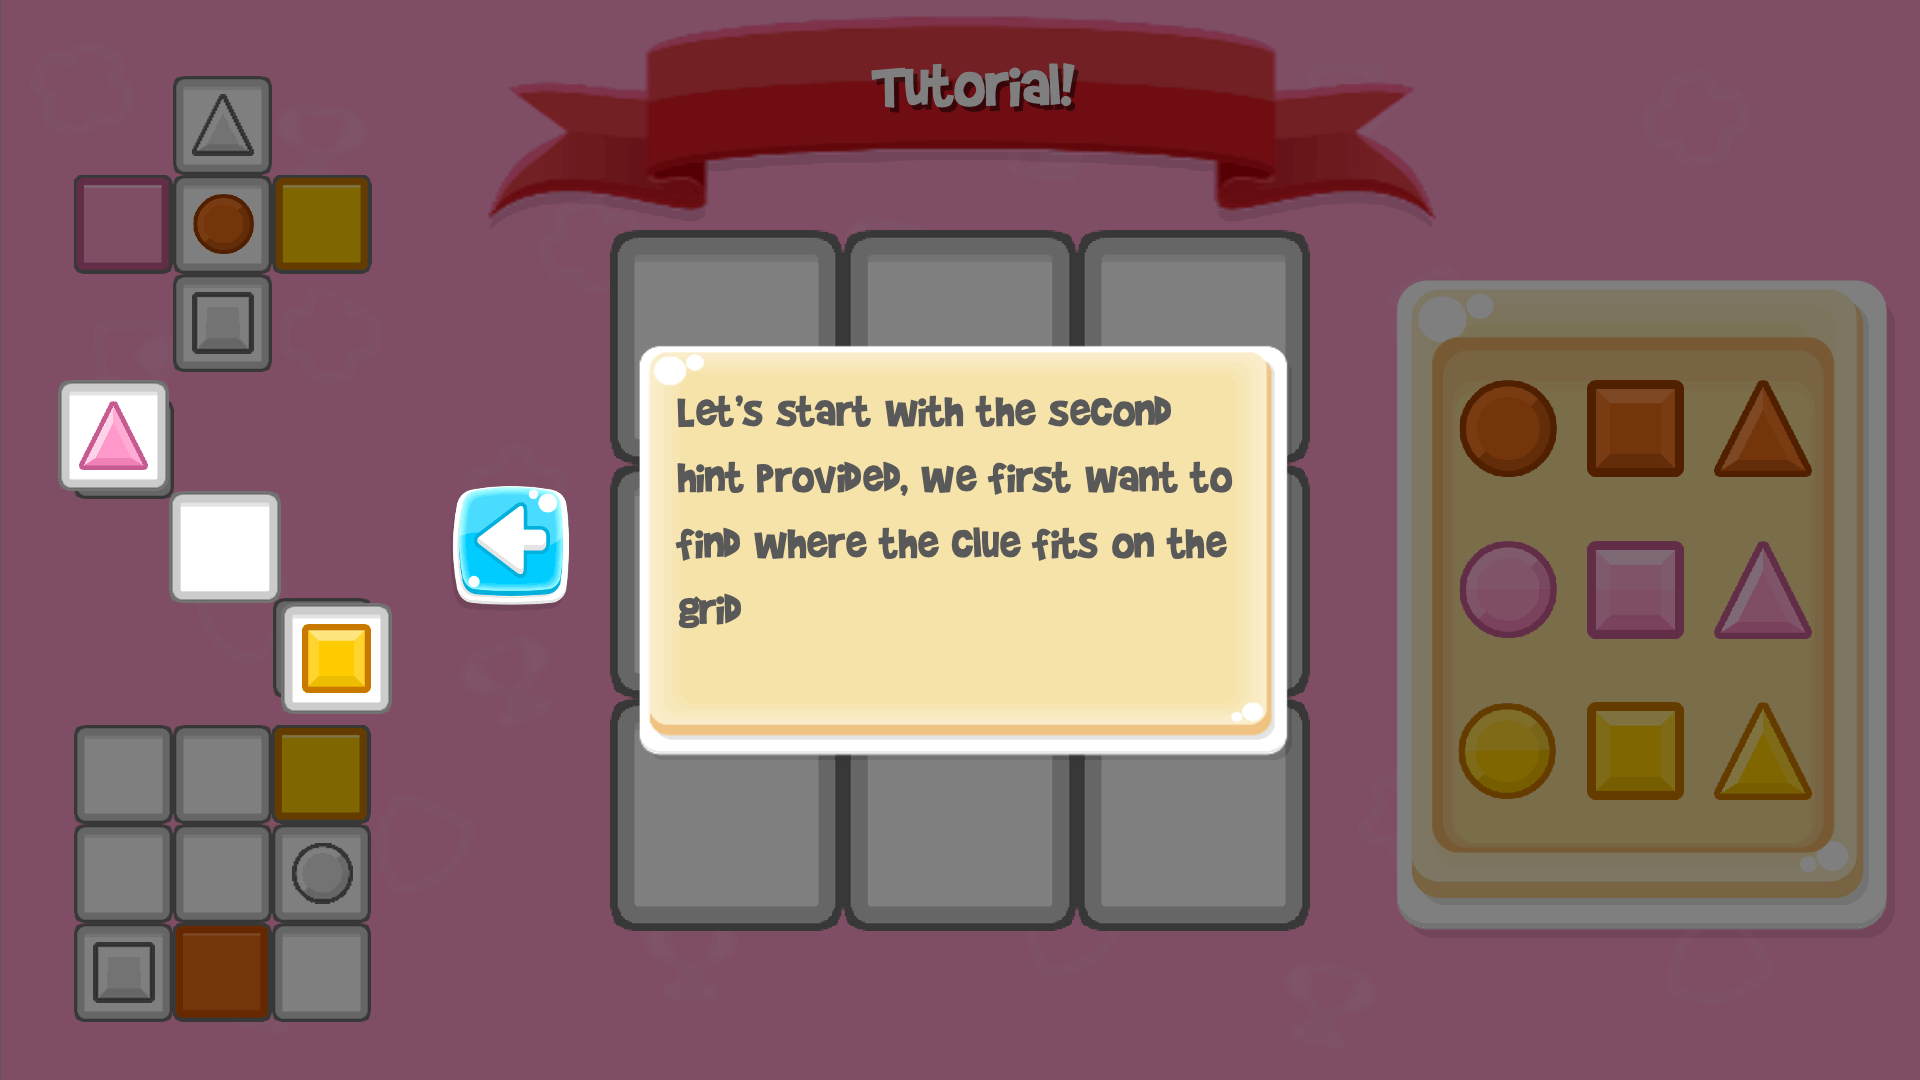 Tutorial!
Let's start with the second
hint provided, we first want to
find where the clue fits on the
grid